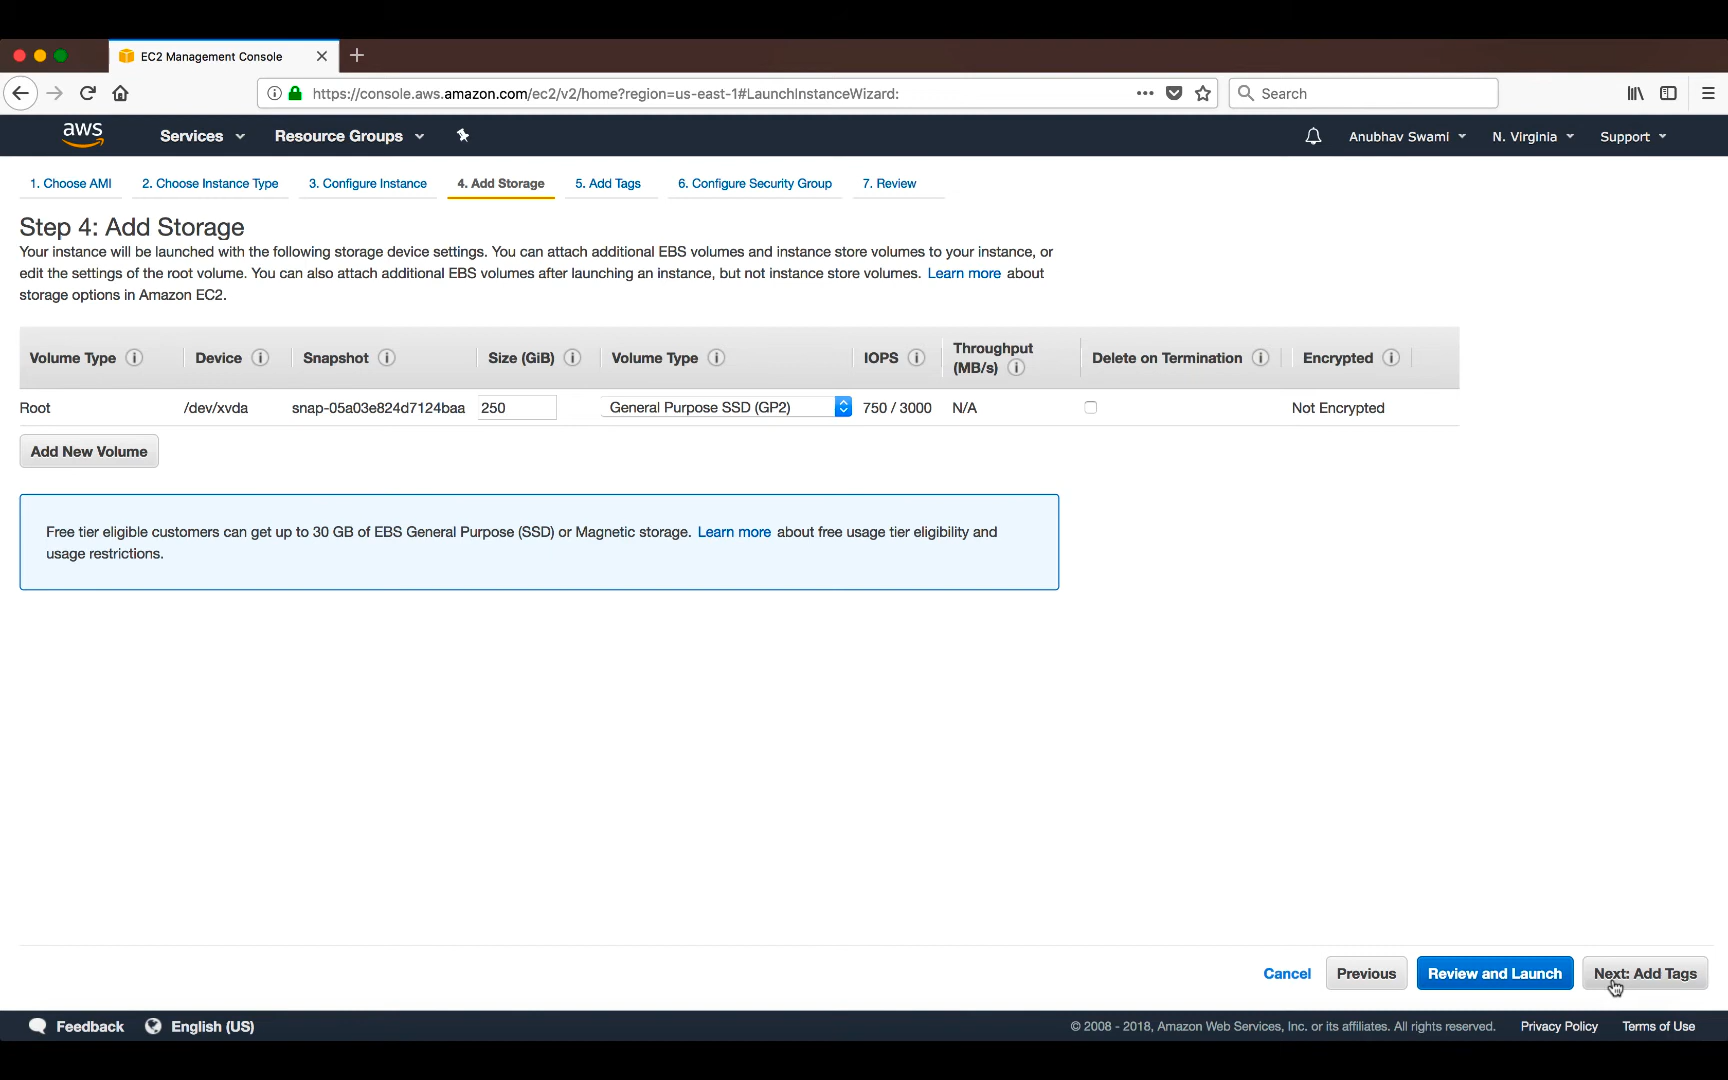 EC2 Management Console
https://console.aws.amazon.com/ec2/v2/home?region=us-east-1#LaunchInstanceWizard:
Search
aws
Services
Resource Groups
Anubhav Swami
N. Virginia
Support
1. Choose AMI
2. Choose Instance Type
3. Configure Instance
4. Add Storage
5. Add Tags
6. Configure Security Group
7. Review
Step 4: Add Storage
Your instance will be launched with the following storage device settings. You can attach additional EBS volumes and instance store volumes to your instance, or
edit the settings of the root volume. You can also attach additional EBS volumes after launching an instance, but not instance store volumes. Learn more about
storage options in Amazon EC2.
Volume Type
Device
Snapshot
Size (GiB)
Volume Type
IOPS
Throughput
(MB/s)
Delete on Termination
Encrypted
Root
/dev/xvda
snap-05a03e824d7124baa
250
General Purpose SSD (GP2)
750 / 3000
N/A
Not Encrypted
Add New Volume
Free tier eligible customers can get up to 30 GB of EBS General Purpose (SSD) or Magnetic storage. Learn more about free usage tier eligibility and
usage restrictions.
Cancel
Previous
Review and Launch
Next: Add Tags
Feedback
English (US)
© 2008 - 2018, Amazon Web Services, Inc. or its affiliates. All rights reserved.
Privacy Policy
Terms of Use